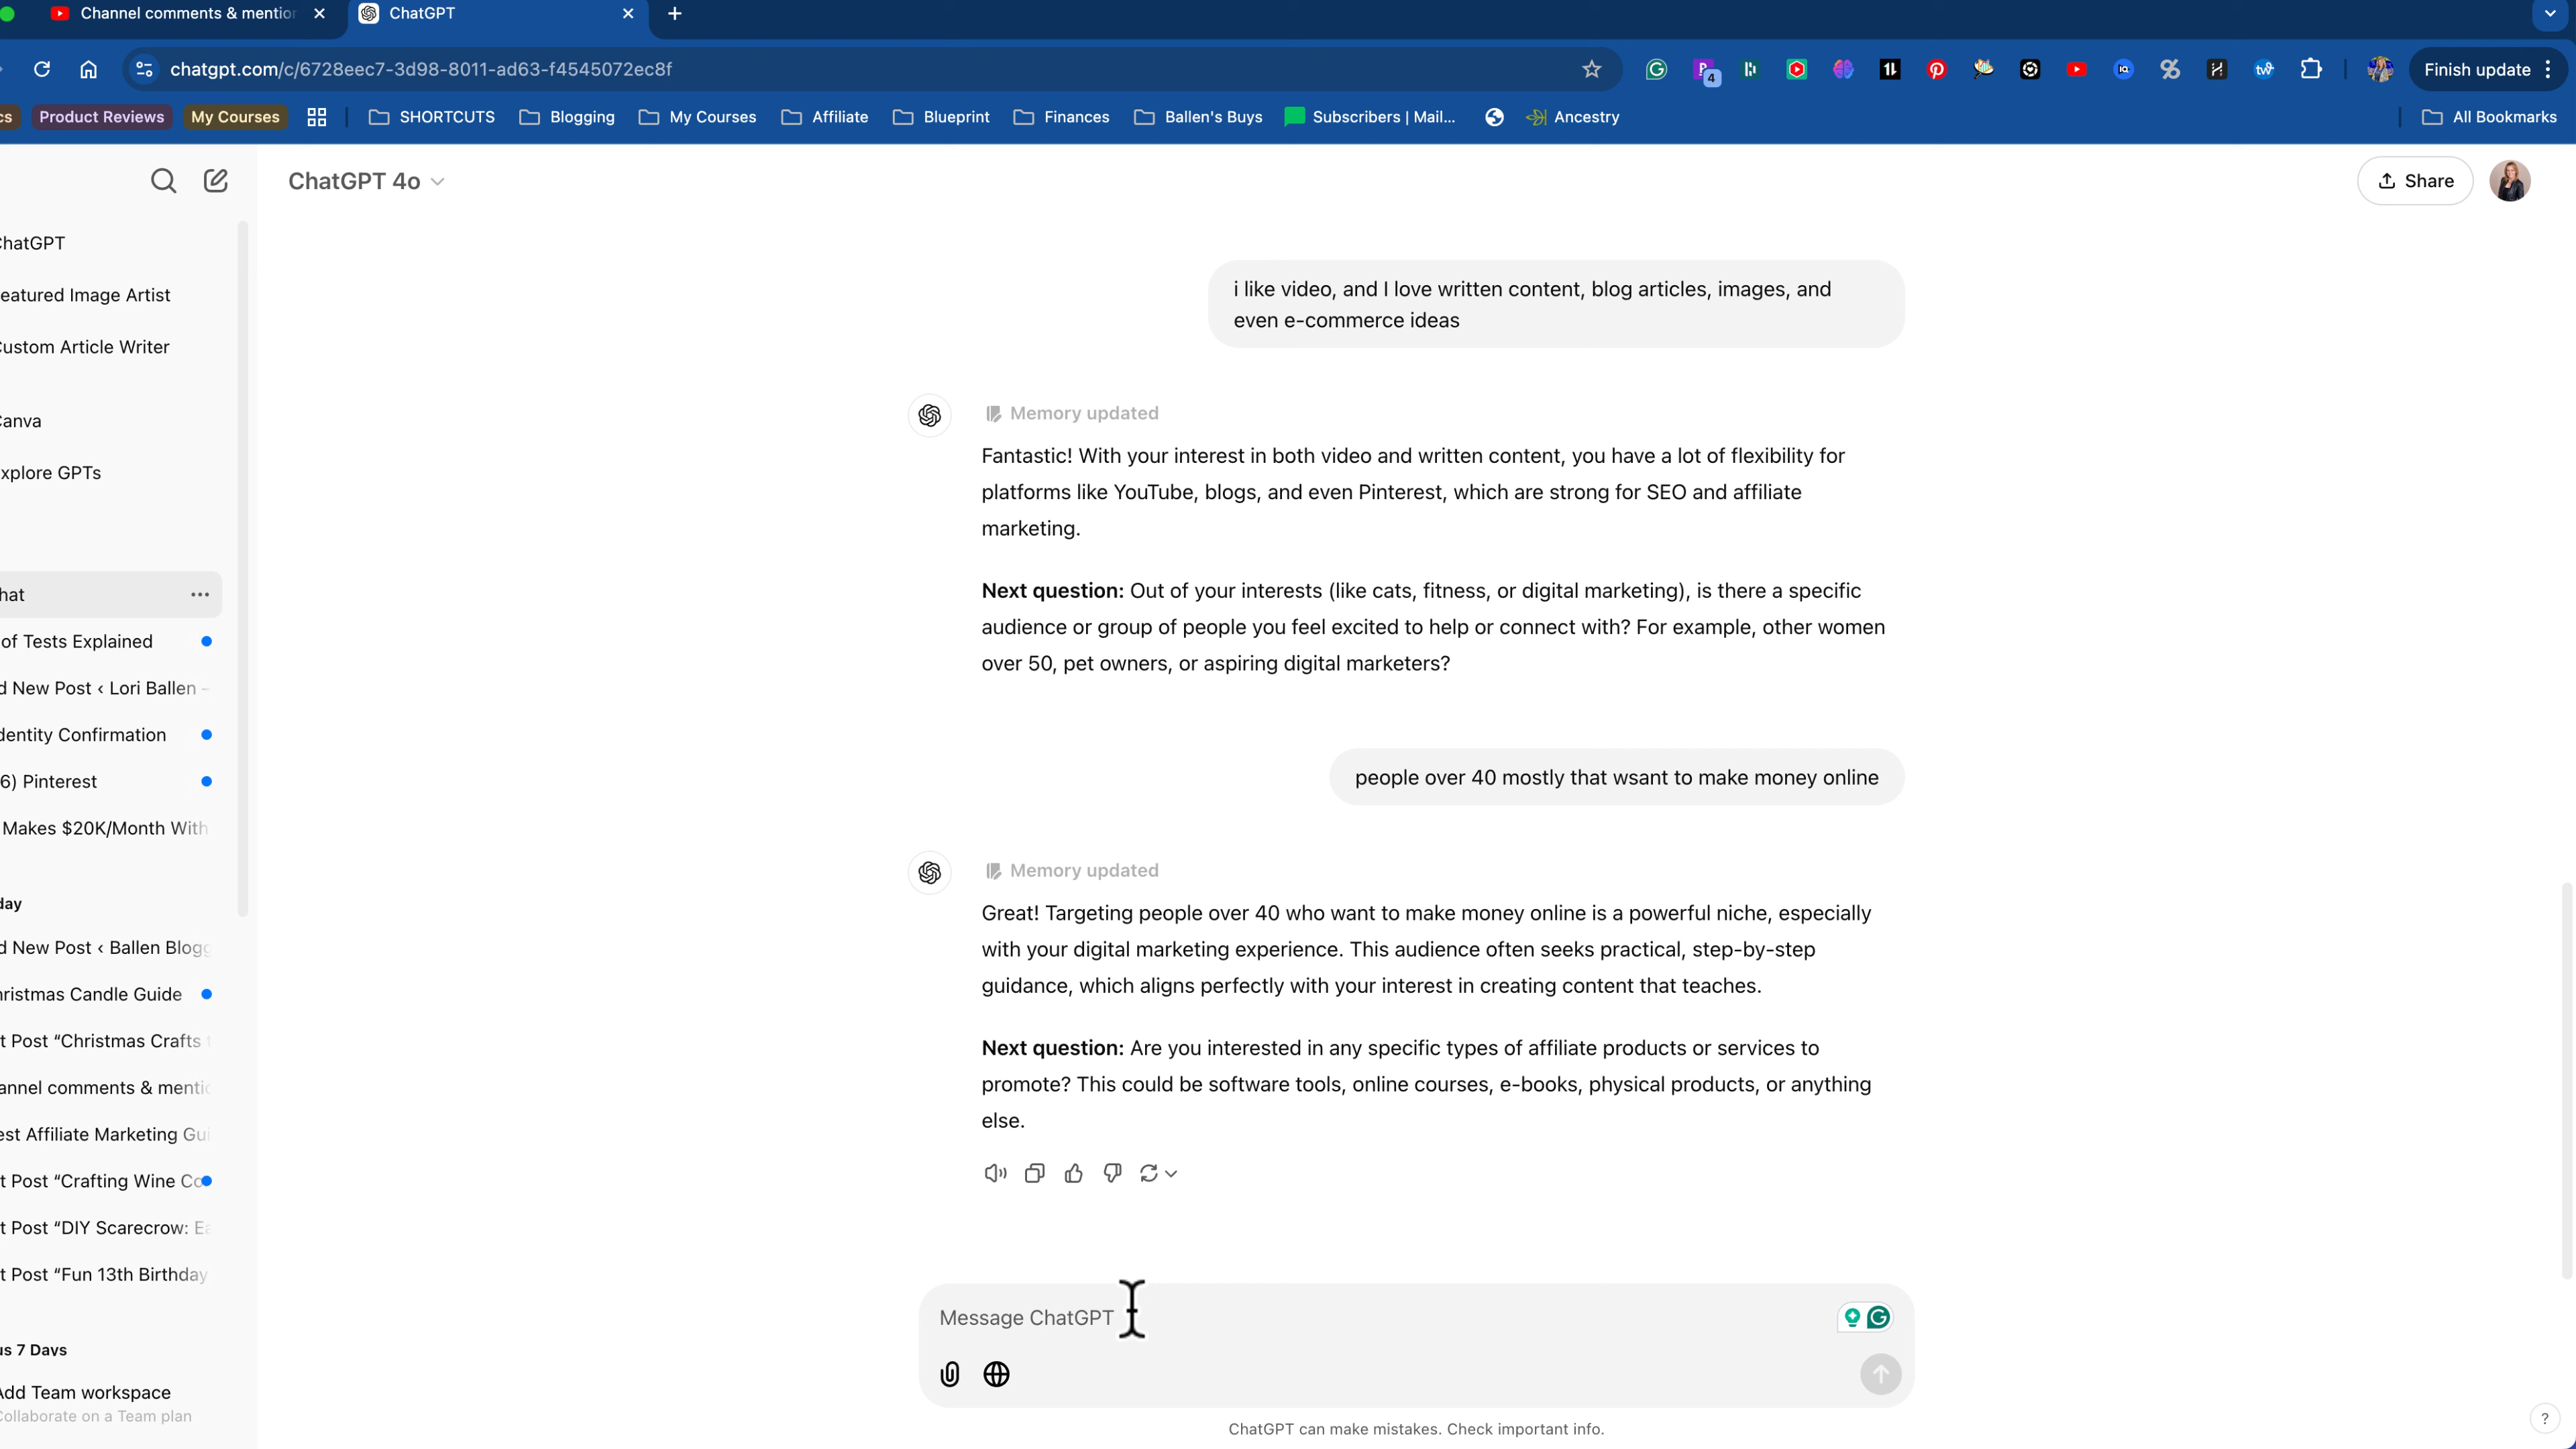 Channel comments & mention
ChatGPT
chatgpt.com/c/6728eec7-3d98-8011-ad63-f4545072ec8f
4
Finish update
cs
Product Reviews
My Courses
SHORTCUTS
Blogging
My Courses
Affiliate
Blueprint
Finances
Ballen's Buys
Subscribers | Mail...
Ancestry
All Bookmarks
ChatGPT 4o
Share
hatGPT
eatured Image Artist
ustom Article Writer
anva
xplore GPTs
hat
of Tests Explained
d New Post ‹ Lori Ballen –
dentity Confirmation
6) Pinterest
Makes $20K/Month With
day
d New Post ‹ Ballen Blogg
hristmas Candle Guide
t Post “Christmas Crafts t
annel comments & mentio
est Affiliate Marketing Gui
t Post “Crafting Wine Co
t Post “DIY Scarecrow: Ea
t Post “Fun 13th Birthday
us 7 Days
Add Team workspace
Collaborate on a Team plan
i like video, and I love written content, blog articles, images, and
even e-commerce ideas
Memory updated
Fantastic! With your interest in both video and written content, you have a lot of flexibility for
platforms like YouTube, blogs, and even Pinterest, which are strong for SEO and affiliate
marketing.
Next question: Out of your interests (like cats, fitness, or digital marketing), is there a specific
audience or group of people you feel excited to help or connect with? For example, other women
over 50, pet owners, or aspiring digital marketers?
people over 40 mostly that wsant to make money online
Memory updated
Great! Targeting people over 40 who want to make money online is a powerful niche, especially
with your digital marketing experience. This audience often seeks practical, step-by-step
guidance, which aligns perfectly with your interest in creating content that teaches.
Next question: Are you interested in any specific types of affiliate products or services to
promote? This could be software tools, online courses, e-books, physical products, or anything
else.
Message ChatGPT
ChatGPT can make mistakes. Check important info.
?